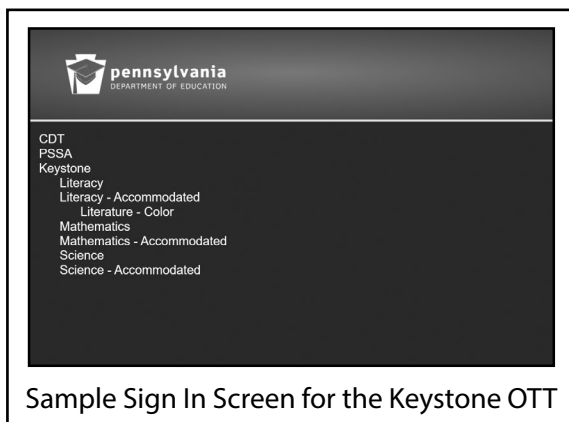 pennsylvania
DEPARTMENT OF EDUCATION
CDT
PSSA
Keystone
Literacy
Literacy - Accommodated
Literature - Color
Mathematics
Mathematics - Accommodated
Science
Science - Accommodated
Sample Sign In Screen for the Keystone OTT